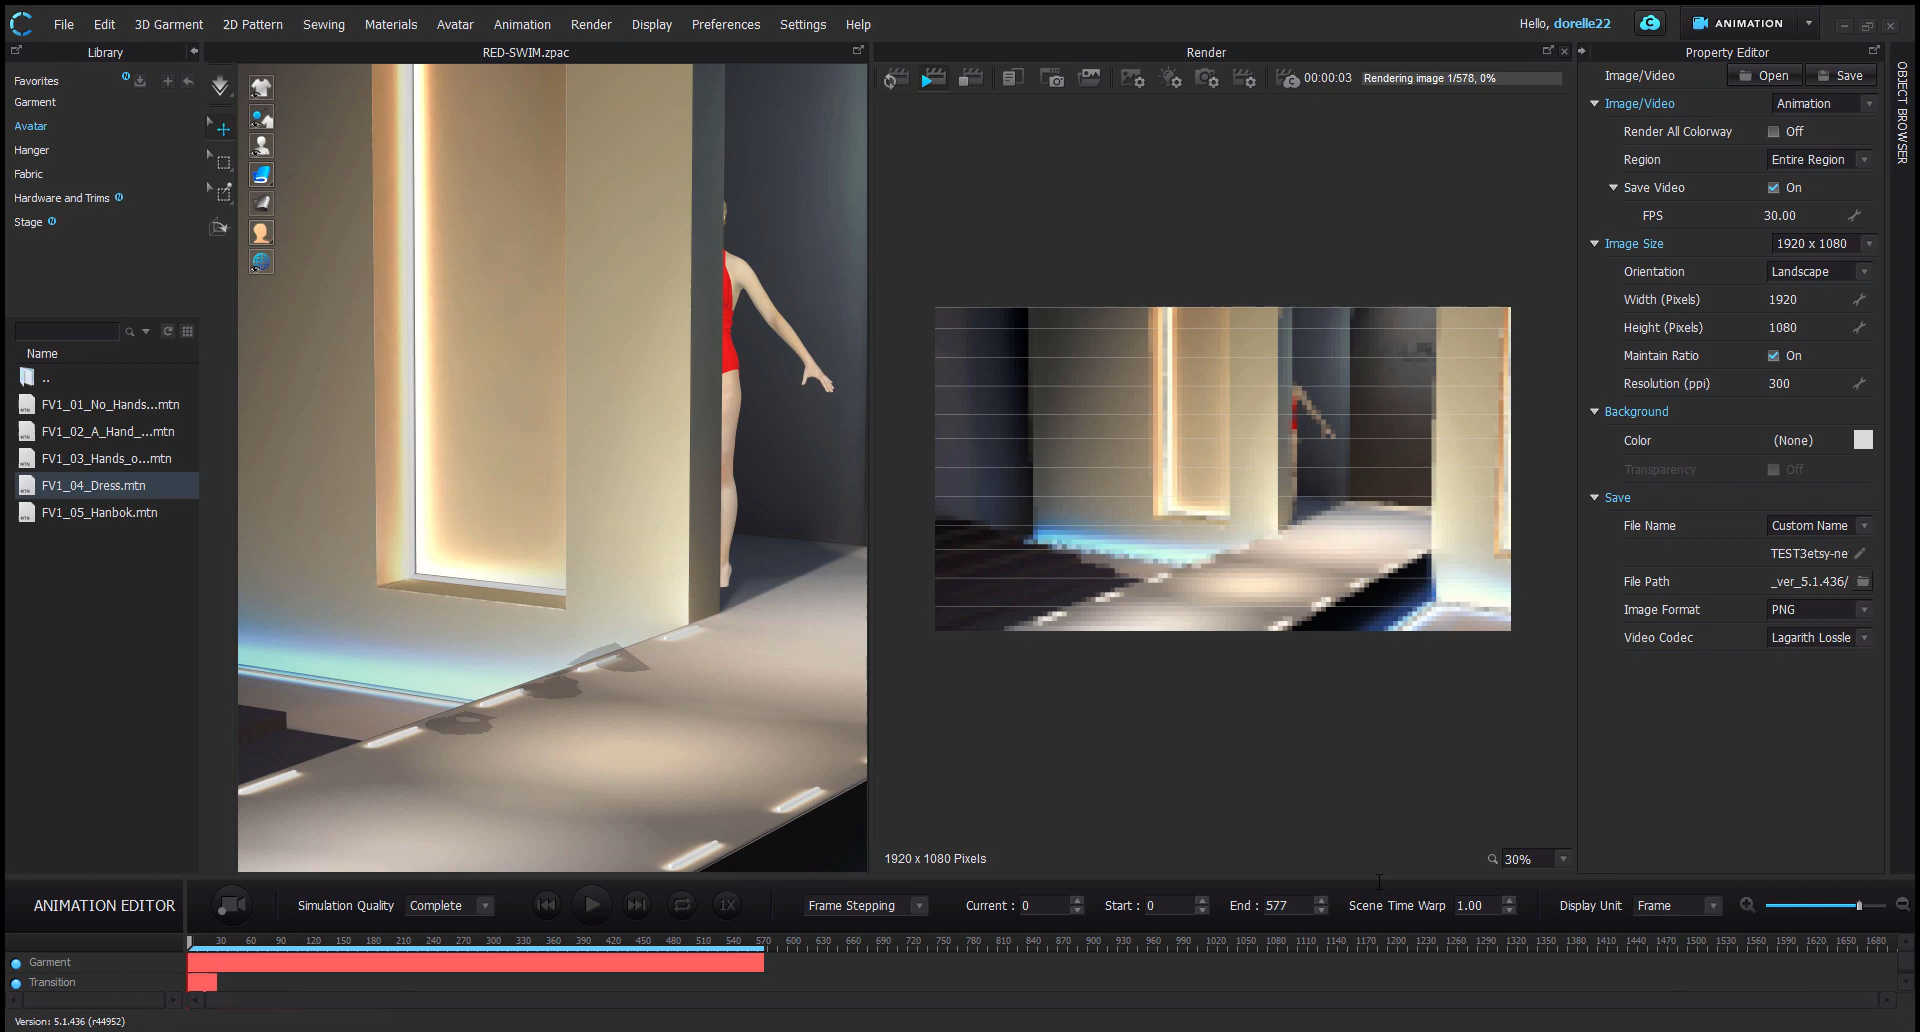 File Edit 3D Garment 2D Pattern Sewing Materials Avatar Animation Render Display Preferences Settings Help
Hello, dorelle22
ANIMATION
Library
RED-SWIM.zpac
Render
Property Editor
OBJECT BROWSER
Favorites
Garment
Avatar
Hanger
Fabric
Hardware and Trims
Stage
Name
..
FV1_01_No_Hands...mtn
FV1_02_A_Hand_...mtn
FV1_03_Hands_o...mtn
FV1_04_Dress.mtn
FV1_05_Hanbok.mtn
00:00:03 Rendering image 1/578, 0%
1920 x 1080 Pixels
30%
Image/Video Open Save
Image/Video Animation
Render All Colorway Off
Region Entire Region
Save Video On
FPS 30.00
Image Size 1920 x 1080
Orientation Landscape
Width (Pixels) 1920
Height (Pixels) 1080
Maintain Ratio On
Resolution (ppi) 300
Background
Color (None)
Transparency Off
Save
File Name Custom Name
TEST3etsy-ne
File Path _ver_5.1.436/
Image Format PNG
Video Codec Lagarith Lossle
ANIMATION EDITOR
Simulation Quality Complete
1X
Frame Stepping
Current : 0
Start : 0
End : 577
Scene Time Warp 1.00
Display Unit Frame
30 60 90 120 150 180 210 240 270 300 330 360 390 420 450 480 510 540 570 600 630 660 690 720 750 780 810 840 870 900 930 960 990 1020 1050 1080 1110 1140 1170 1200 1230 1260 1290 1320 1350 1380 1410 1440 1470 1500 1530 1560 1590 1620 1650 1680
Garment
Transition
Version: 5.1.436 (r44952)